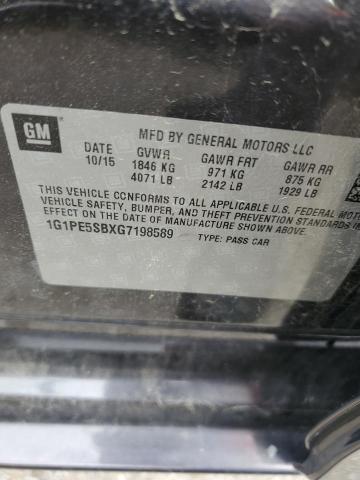 GM
MFD BY GENERAL MOTORS LLC
DATE GVWR GAWR FRT GAWR RR
10/15 1846 KG 971 KG 875 KG
4071 LB 2142 LB 1929 LB
THIS VEHICLE CONFORMS TO ALL APPLICABLE U.S. FEDERAL MOTOR
VEHICLE SAFETY, BUMPER, AND THEFT PREVENTION STANDARDS IN
EFFECT ON THE DATE OF MANUFACTURE SHOWN ABOVE.
1G1PE5SBXG7198589 TYPE: PASS CAR